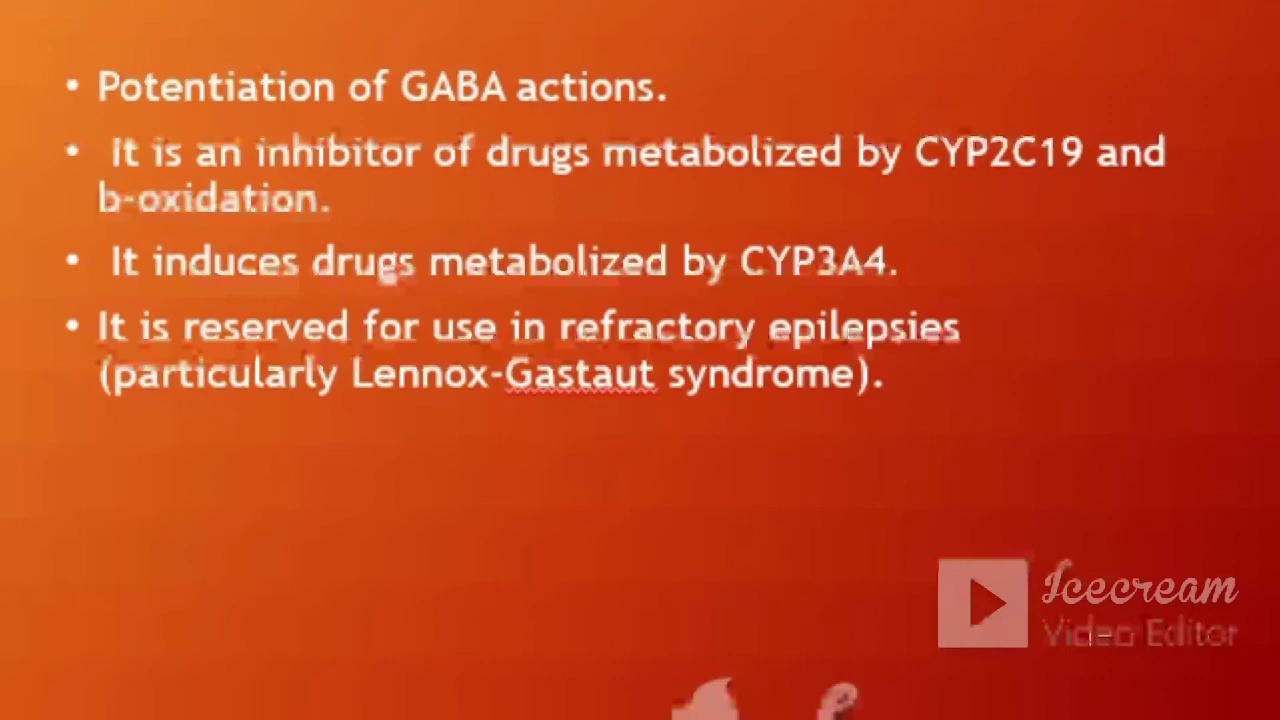 • Potentiation of GABA actions.
• It is an inhibitor of drugs metabolized by CYP2C19 and
b-oxidation.
• It induces drugs metabolized by CYP3A4.
• It is reserved for use in refractory epilepsies
(particularly Lennox-Gastaut syndrome).
Icecream
Video Editor